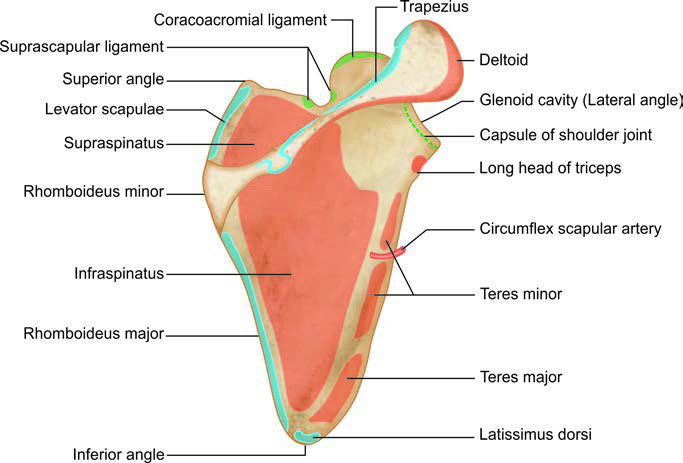 Trapezius
Coracoacromial ligament
Suprascapular ligament
Deltoid
Superior angle
Glenoid cavity (Lateral angle)
Levator scapulae
Capsule of shoulder joint
Supraspinatus
Long head of triceps
Rhomboideus minor
Circumflex scapular artery
Infraspinatus
Teres minor
Rhomboideus major
Teres major
Latissimus dorsi
Inferior angle